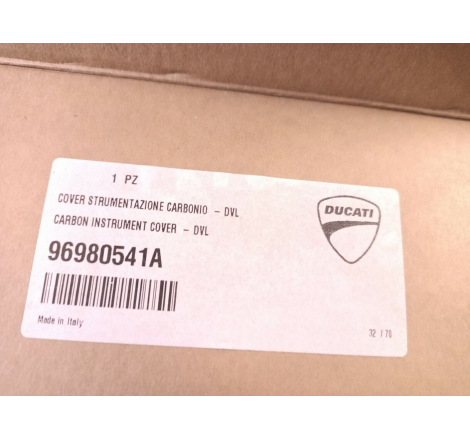 1 PZ
COVER STRUMENTAZIONE CARBONIO - DVL
CARBON INSTRUMENT COVER - DVL
DUCATI
96980541A
Made in Italy
32 / 70